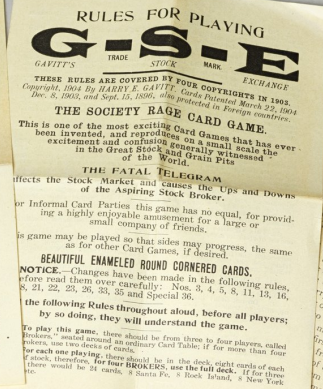 RULES FOR PLAYING
G-S-E
TRADE MARK
GAVITT'S STOCK EXCHANGE
THESE RULES ARE COVERED BY FOUR COPYRIGHTS IN 1903.
Copyright, 1904 By HARRY E. GAVITT. Cards Patented March 22, 1904
Dec. 8, 1903, and Sept. 15, 1896, also protected in Foreign countries.
THE SOCIETY RAGE CARD GAME.
This is one of the most exciting Card Games that has ever
been invented, and reproduces on a small scale the
excitement and confusion generally witnessed
in the Great Stock and Grain Pits
of the World.
THE FATAL TELEGRAM
affects the Stock Market and causes the Ups and Downs
of the Aspiring Stock Broker.
or Informal Card Parties this game has no equal, for provid-
ing a highly enjoyable amusement for a large or
small company of friends.
is game may be played so that sides may progress, the same
as for other Card Games, if desired.
BEAUTIFUL ENAMELED ROUND CORNERED CARDS.
NOTICE.—Changes have been made in the following rules,
efore read them over carefully: Nos. 3, 4, 5, 8, 11, 13, 16,
8, 21, 22, 23, 26, 33, 35 and Special 36.
the following Rules throughout aloud, before all players;
by so doing, they will understand the game.
To play this game, there should be from three to four players, called
Brokers," seated around an ordinary Card Table; if for more than four
rokers, use two decks of cards.
For each one playing, there should be in the deck, eight cards of each
of stock, therefore, for four BROKERS, use the full deck. If for three
there would be 24 cards, 8 Santa Fe, 8 Rock Island, 8 New York